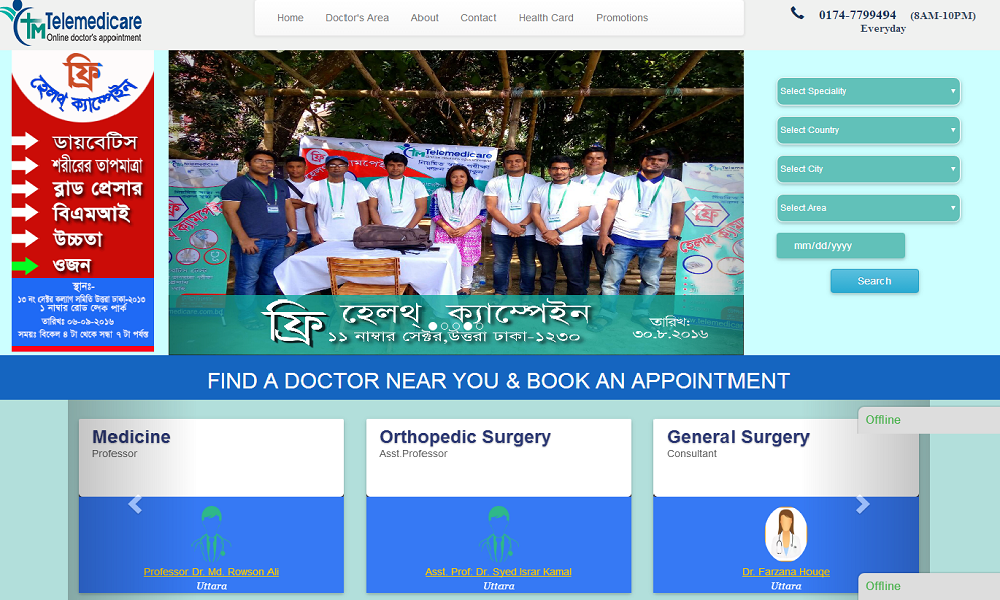 Telemedicare
Online doctor's appointment
Home
Doctor's Area
About
Contact
Health Card
Promotions
0174-7799494 (8AM-10PM)
Everyday
ফ্রি
হেলথ্ ক্যাম্পেইন
ডায়বেটিস
শরীরের তাপমাত্রা
ব্লাড প্রেসার
বিএমআই
উচ্চতা
ওজন
স্থানঃ-
১৩ নং সেক্টর কল্যাণ সমিতি উত্তরা ঢাকা-২০১৩
১ নাম্বার রোড লেক পার্ক
তারিখঃ ০৬-০৯-২০১৬
সময়ঃ বিকেল ৪ টা থেকে সন্ধা ৭ টা পর্যন্ত
Telemedicare
ফ্রি
ফ্রি হেলথ্ ক্যাম্পেইন
১১ নাম্বার সেক্টর,উত্তরা ঢাকা-১২৩০
তারিখ:
৩০.৮.২০১৬
Select Speciality
Select Country
Select City
Select Area
mm/dd/yyyy
Search
FIND A DOCTOR NEAR YOU & BOOK AN APPOINTMENT
Offline
Medicine
Professor
Professor Dr. Md. Rowson Ali
Uttara
Orthopedic Surgery
Asst.Professor
Asst. Prof. Dr. Syed Israr Kamal
Uttara
General Surgery
Consultant
Dr. Farzana Houqe
Uttara
Offline